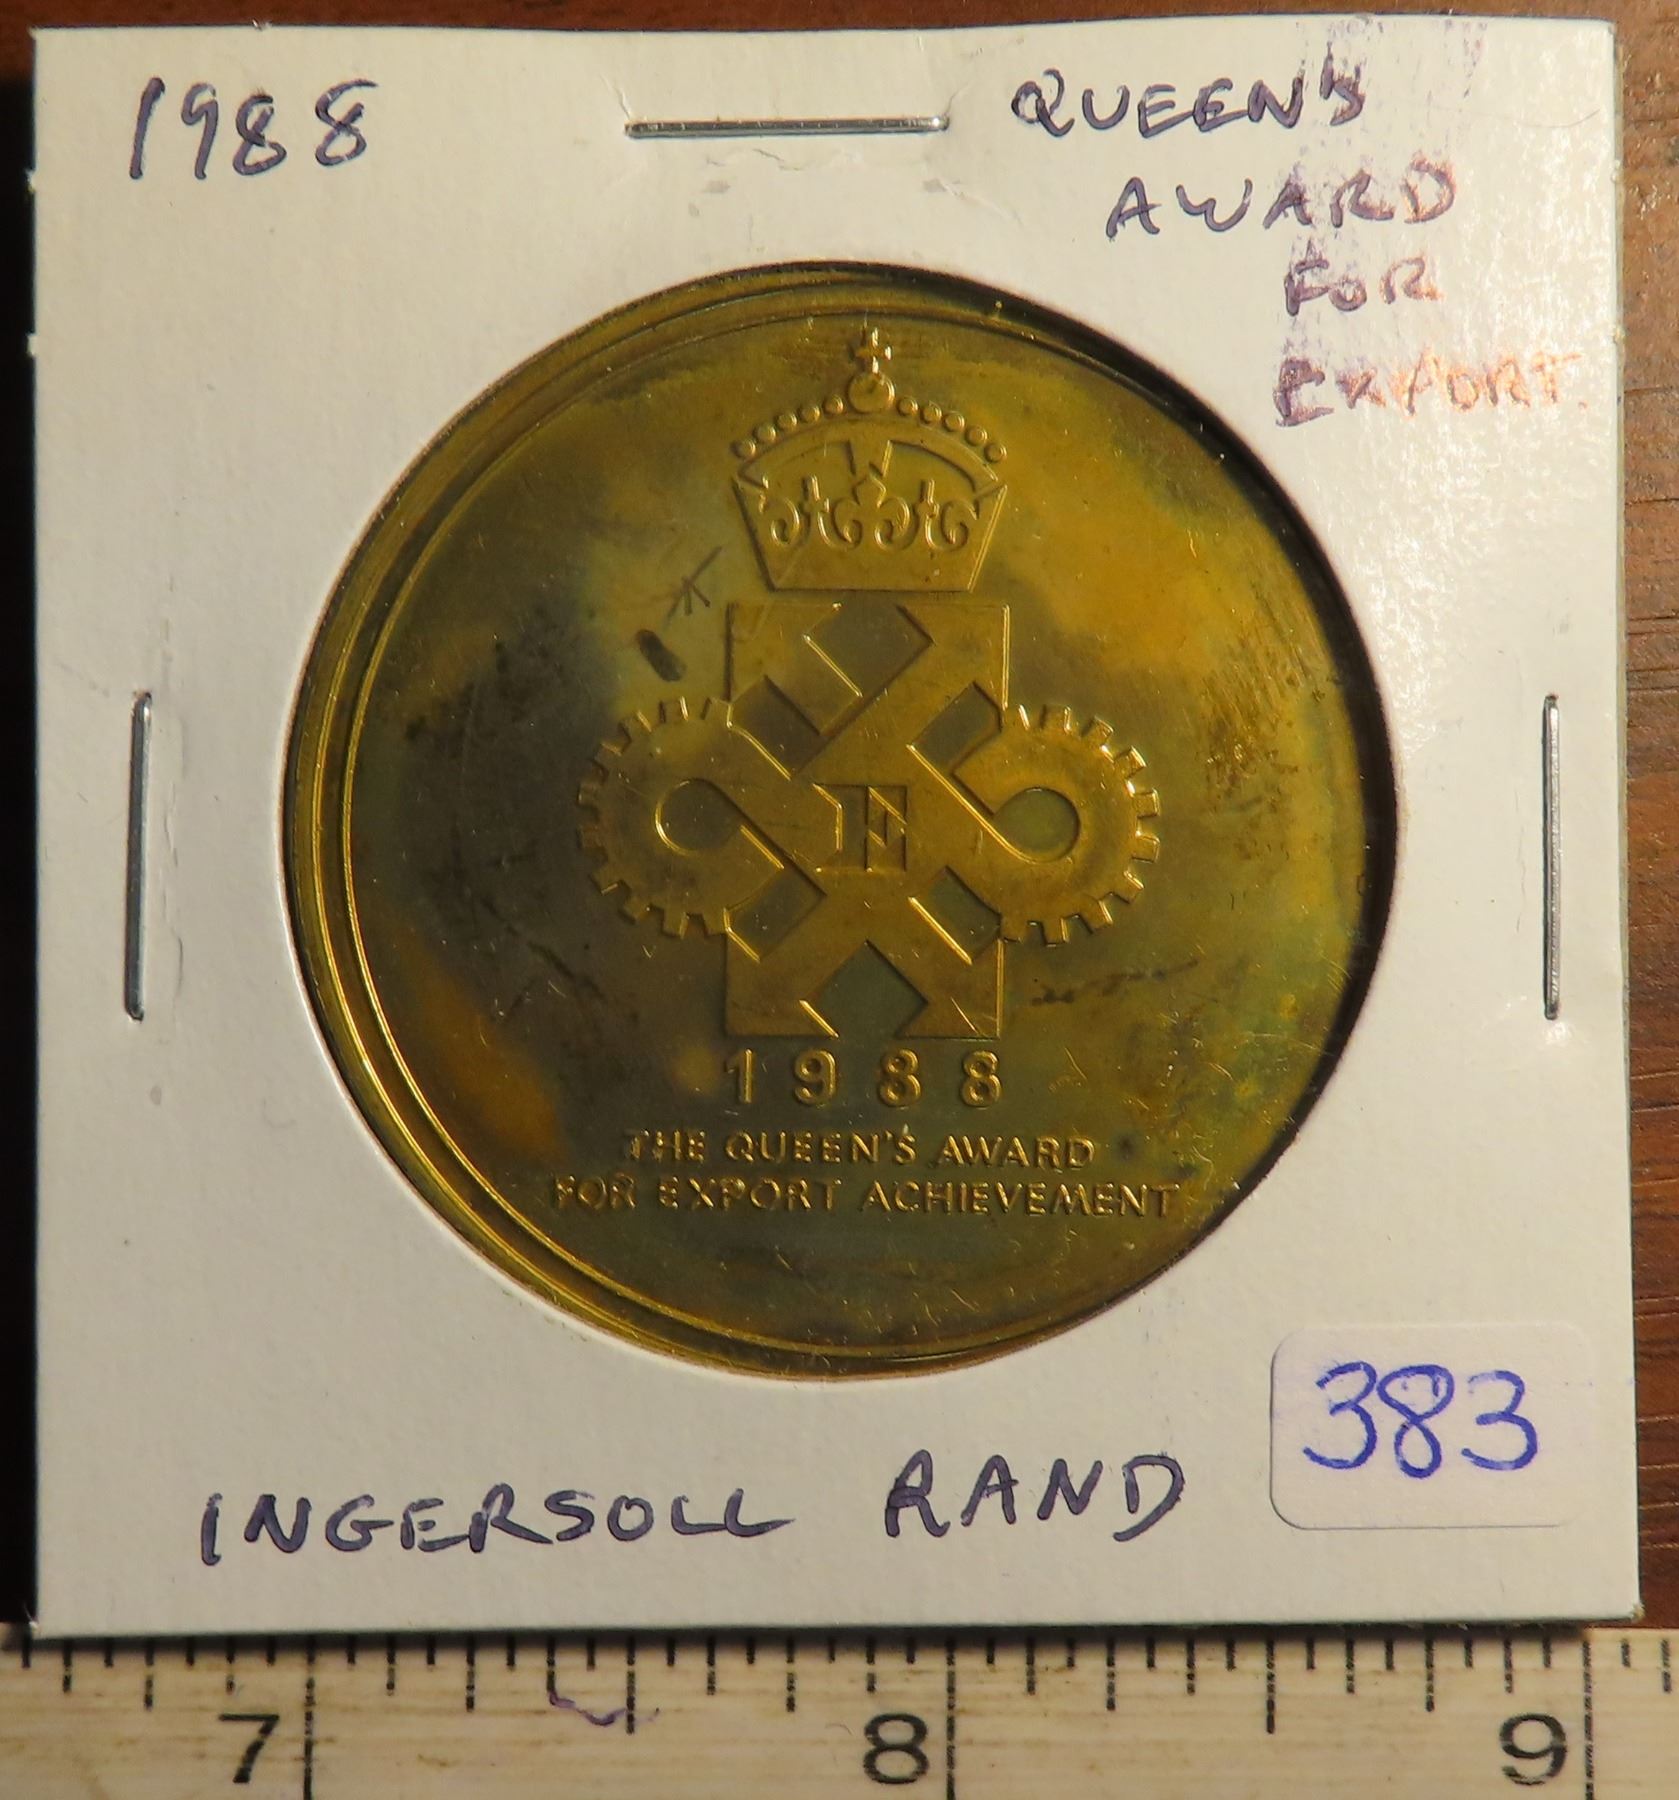 1988
QUEEN'S
AWARD
FOR
EXPORT.
E
1988
THE QUEEN'S AWARD
FOR EXPORT ACHIEVEMENT
383
INGERSOLL RAND
7 8 9